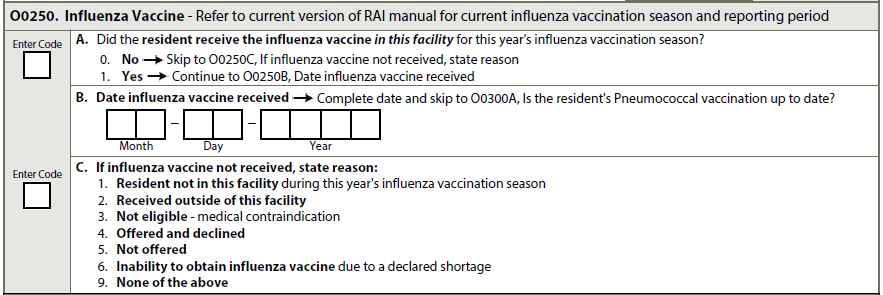 O0250. Influenza Vaccine - Refer to current version of RAI manual for current influenza vaccination season and reporting period
Enter Code
A. Did the resident receive the influenza vaccine in this facility for this year's influenza vaccination season?
0. No → Skip to O0250C, If influenza vaccine not received, state reason
1. Yes → Continue to O0250B, Date influenza vaccine received
B. Date influenza vaccine received → Complete date and skip to O0300A, Is the resident's Pneumococcal vaccination up to date?
– –
Month Day Year
Enter Code
C. If influenza vaccine not received, state reason:
1. Resident not in this facility during this year's influenza vaccination season
2. Received outside of this facility
3. Not eligible - medical contraindication
4. Offered and declined
5. Not offered
6. Inability to obtain influenza vaccine due to a declared shortage
9. None of the above